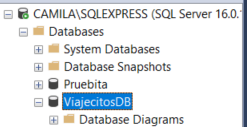 CAMILA\SQLEXPRESS (SQL Server 16.0.
Databases
System Databases
Database Snapshots
Pruebita
ViajecitosDB
Database Diagrams